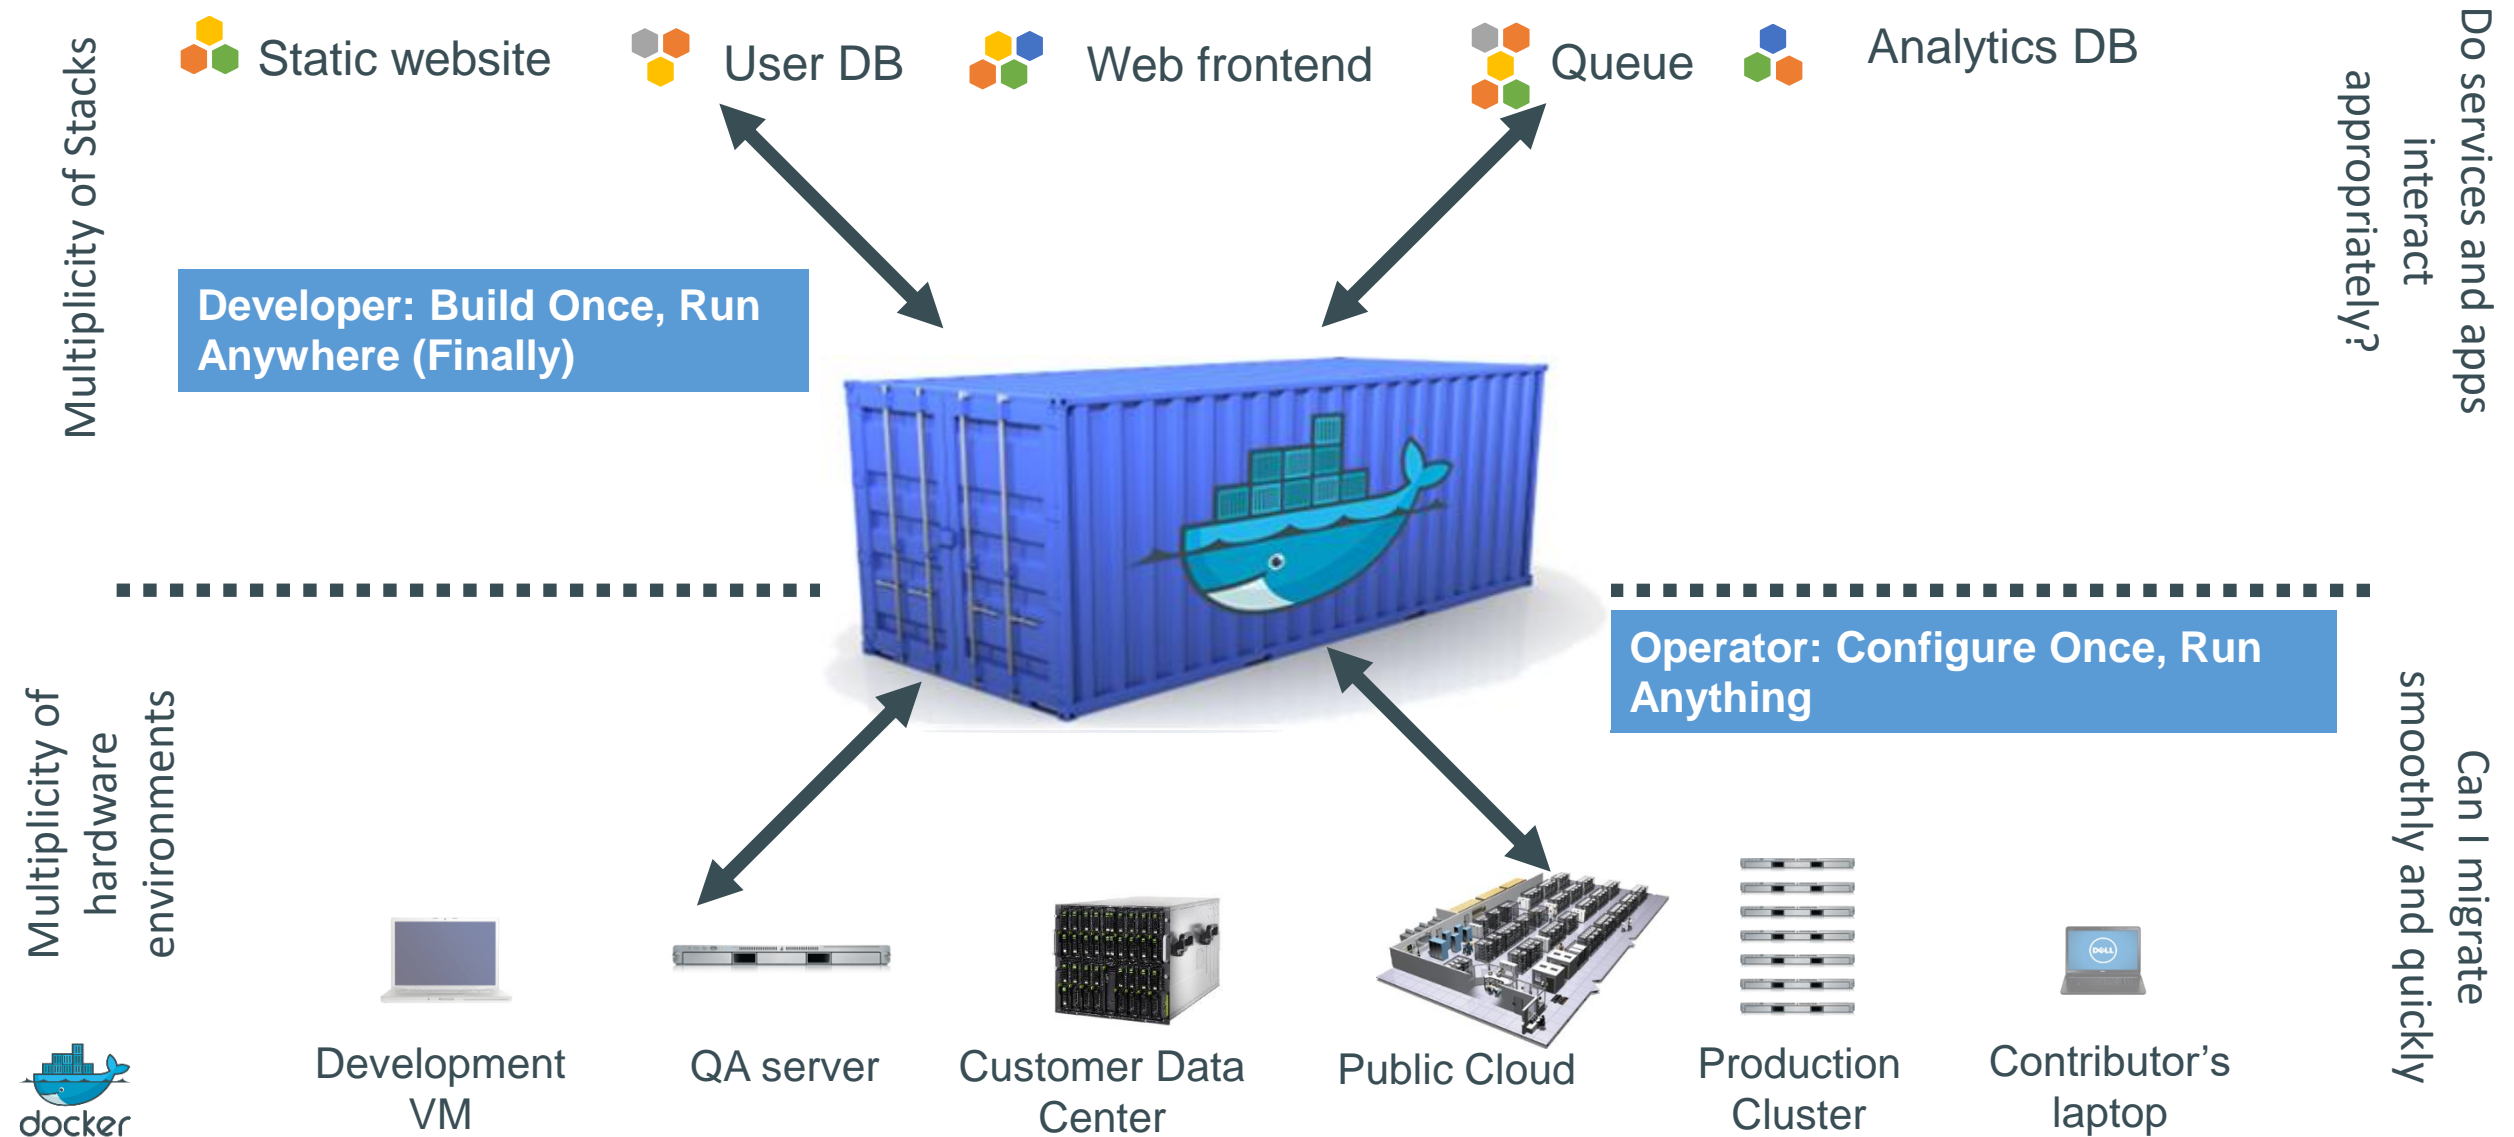 Static website
User DB
Web frontend
Queue
Analytics DB
Multiplicity of Stacks
Do services and apps
interact
appropriately?
Developer: Build Once, Run
Anywhere (Finally)
Operator: Configure Once, Run
Anything
Multiplicity of
hardware
environments
Can I migrate
smoothly and quickly
DELL
Development
VM
QA server
Customer Data
Center
Public Cloud
Production
Cluster
Contributor’s
laptop
docker